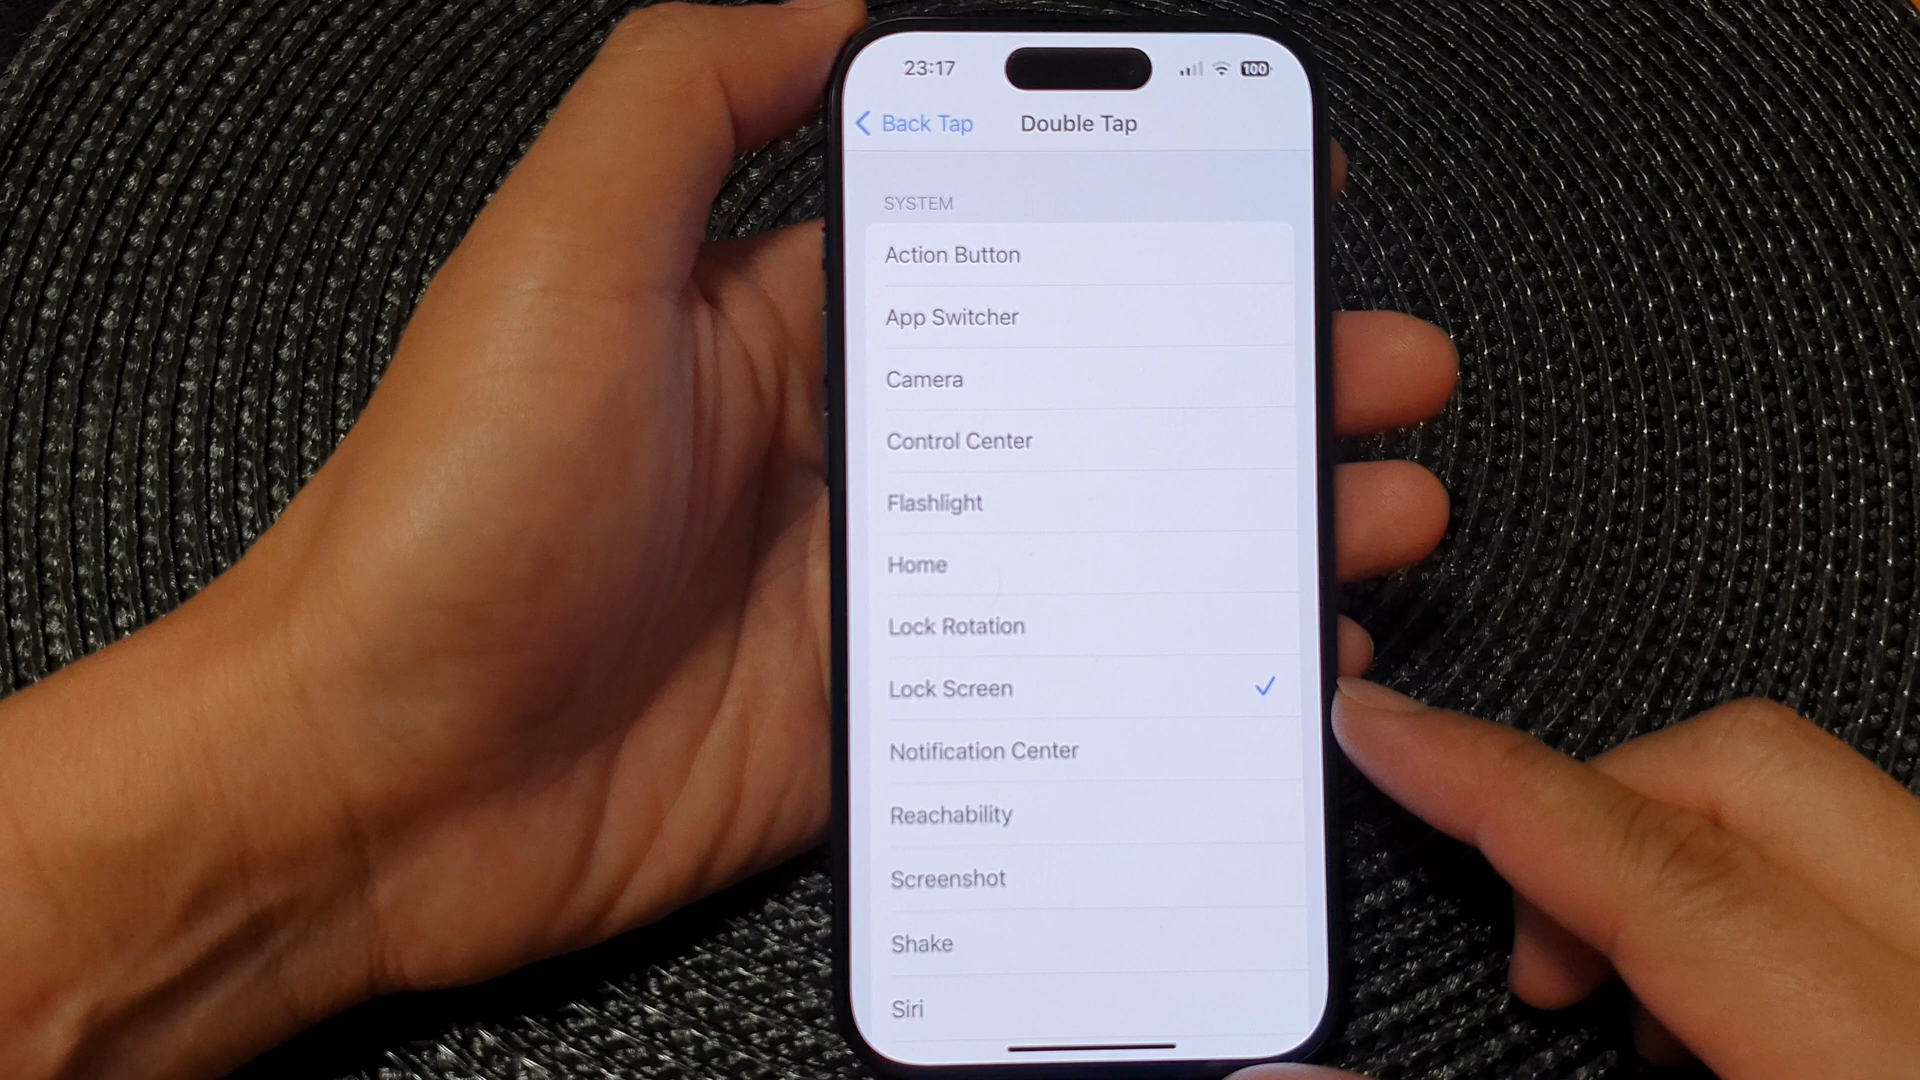 23:17
100
Back Tap
Double Tap
SYSTEM
Action Button
App Switcher
Camera
Control Center
Flashlight
Home
Lock Rotation
Lock Screen
Notification Center
Reachability
Screenshot
Shake
Siri